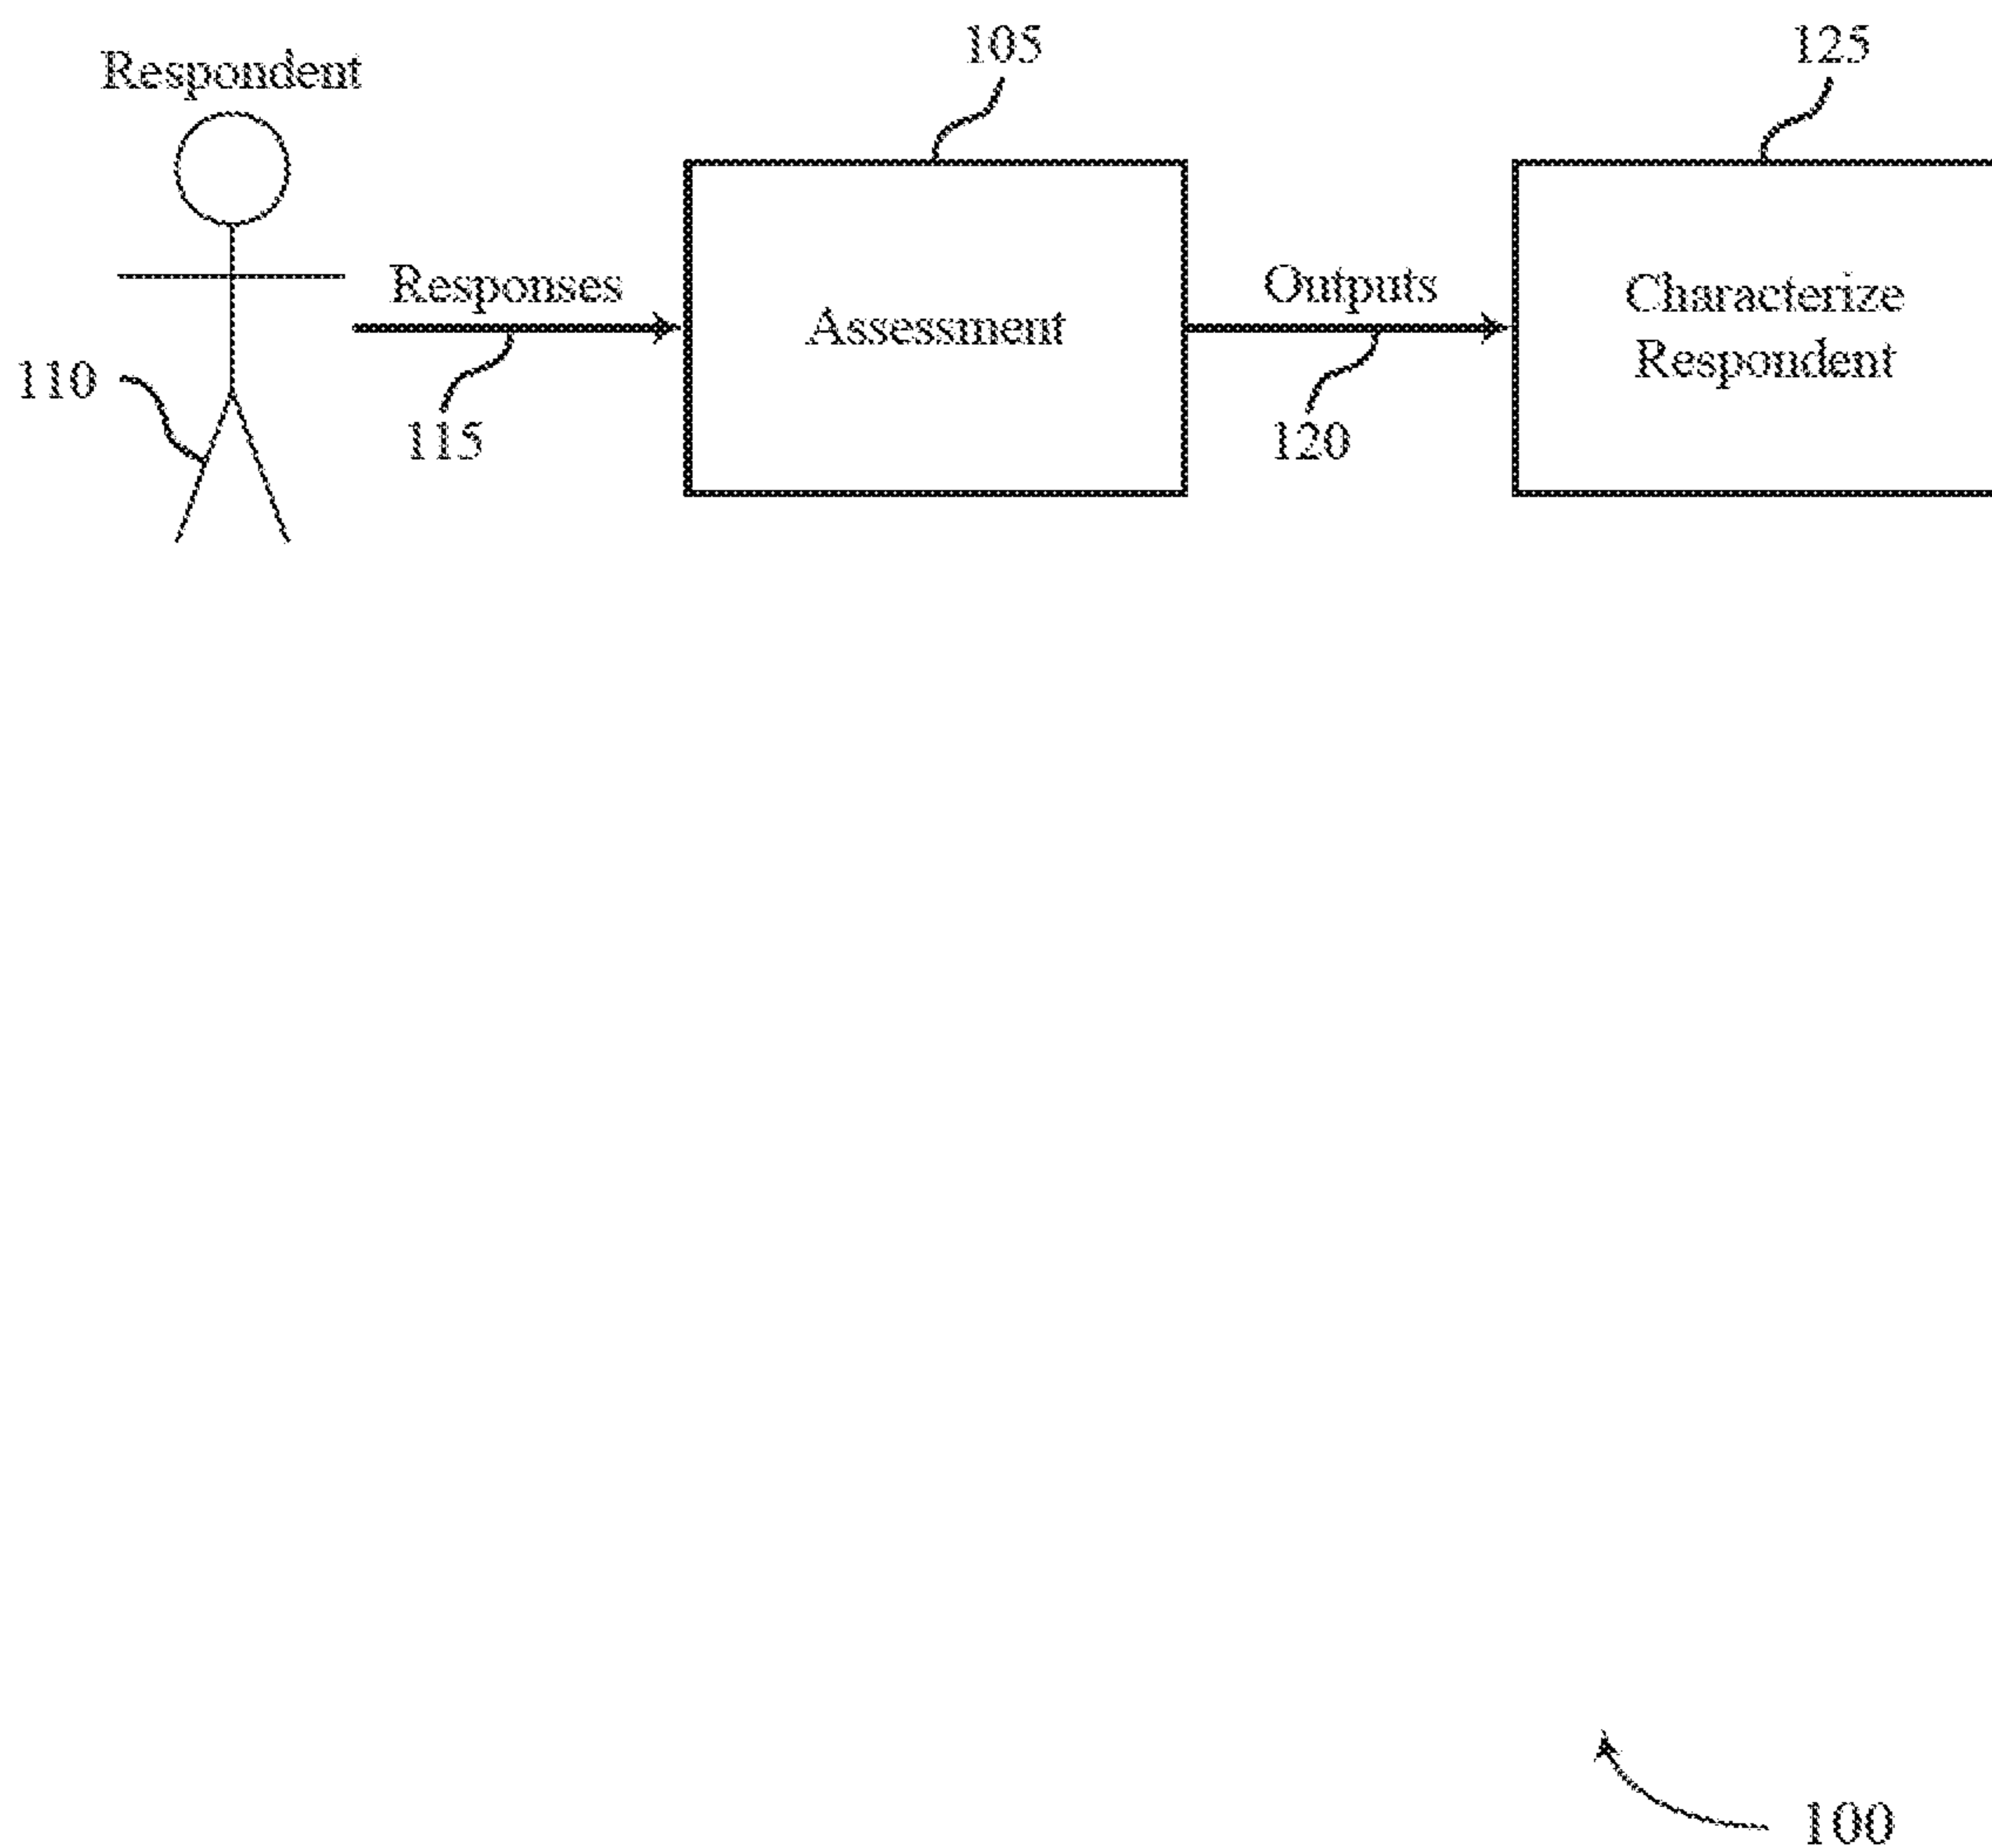 Respondent
105
125
Responses
Outputs
Assessment
Characterize
Respondent
110
115
120
100